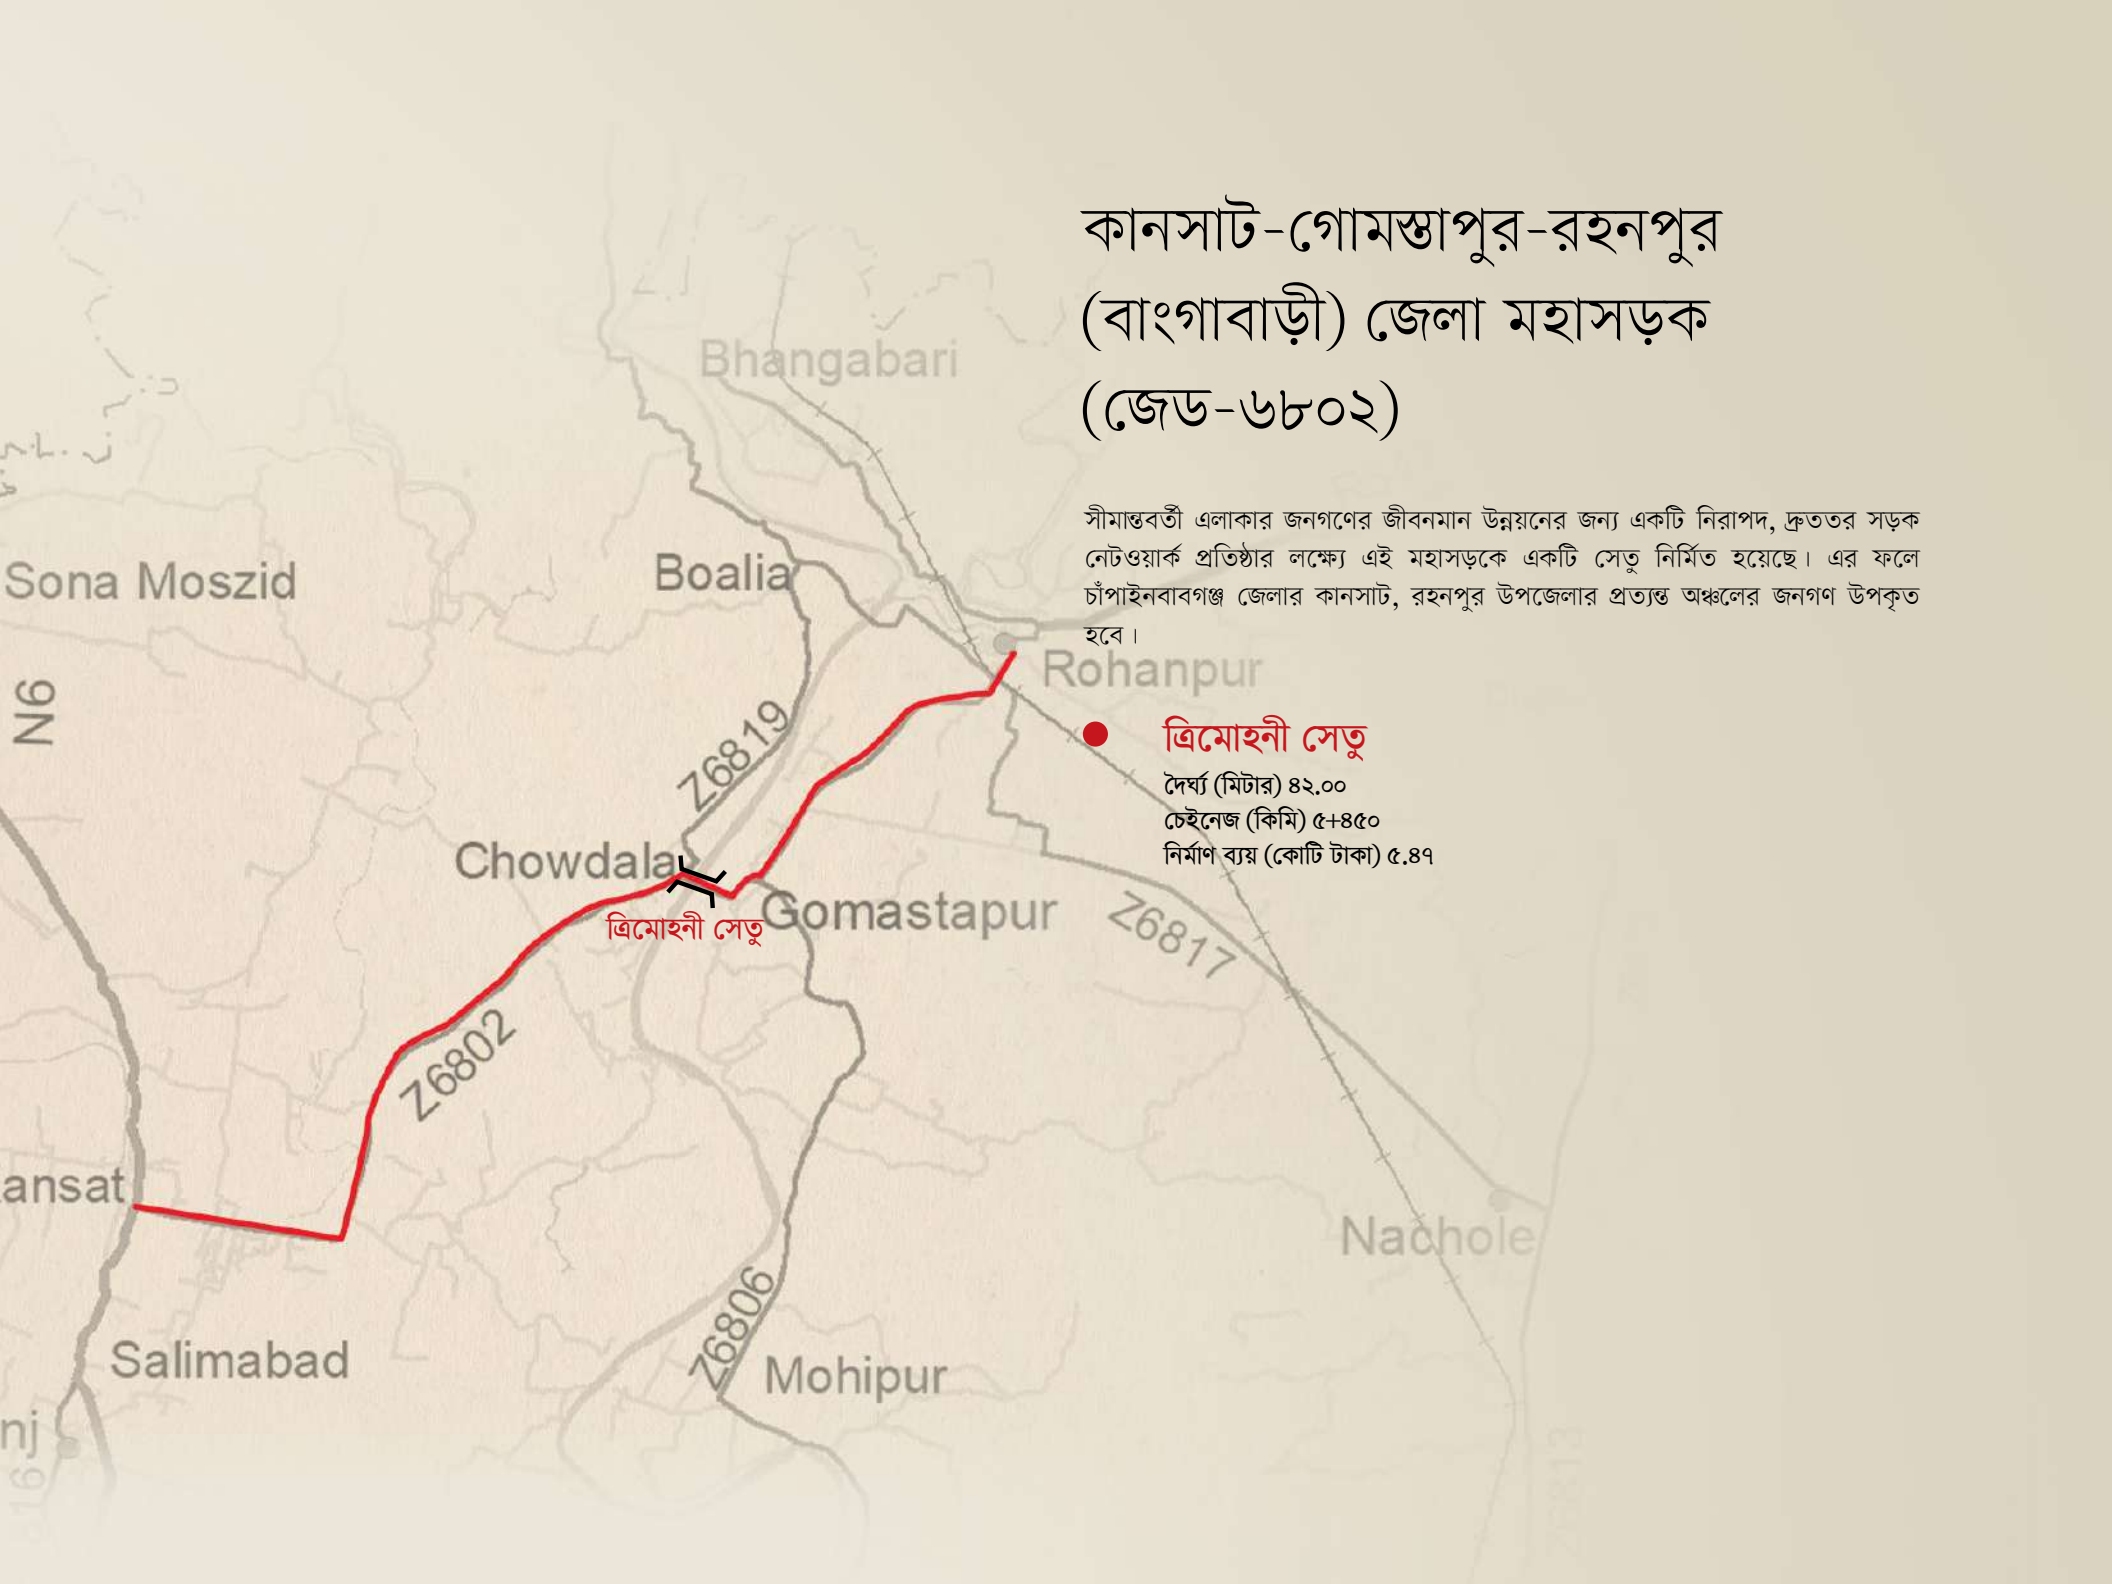 কানসাট-গোমস্তাপুর-রহনপুর
(বাংগাবাড়ী) জেলা মহাসড়ক
(জেড-৬৮০২)
Bhangabari
সীমান্তবর্তী এলাকার জনগণের জীবনমান উন্নয়নের জন্য একটি নিরাপদ, দ্রুততর সড়ক
নেটওয়ার্ক প্রতিষ্ঠার লক্ষ্যে এই মহাসড়কে একটি সেতু নির্মিত হয়েছে। এর ফলে
চাঁপাইনবাবগঞ্জ জেলার কানসাট, রহনপুর উপজেলার প্রত্যন্ত অঞ্চলের জনগণ উপকৃত
হবে।
Boalia
Sona Moszid
Rohanpur
N6
Z6819
ত্রিমোহনী সেতু
দৈর্ঘ্য (মিটার) ৪২.০০
চেইনেজ (কিমি) ৫+৪৫০
নির্মাণ ব্যয় (কোটি টাকা) ৫.৪৭
Chowdala
Gomastapur
ত্রিমোহনী সেতু
Z6817
Z6802
ansat
Nachole
Z6806
Salimabad
Mohipur
nj
Z6813